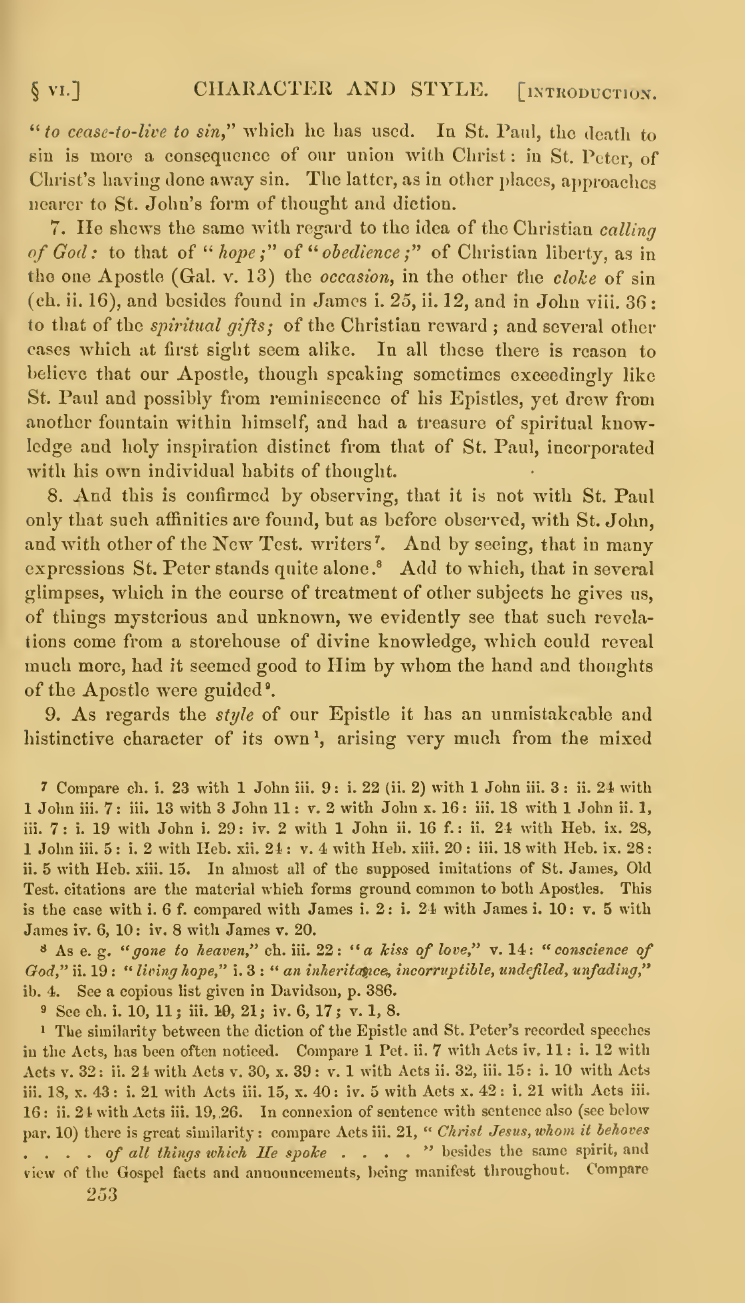 § VI.] CHARACTER AND STYLE. [INTRODUCTION.
“to cease-to-live to sin,” which he has used. In St. Paul, the death to
sin is more a consequence of our union with Christ: in St. Peter, of
Christ’s having done away sin. The latter, as in other places, approaches
nearer to St. John’s form of thought and diction.
7. He shews the same with regard to the idea of the Christian calling
of God: to that of “hope;” of “obedience;” of Christian liberty, as in
the one Apostle (Gal. v. 13) the occasion, in the other the cloke of sin
(ch. ii. 16), and besides found in James i. 25, ii. 12, and in John viii. 36:
to that of the spiritual gifts; of the Christian reward; and several other
cases which at first sight seem alike. In all these there is reason to
believe that our Apostle, though speaking sometimes exceedingly like
St. Paul and possibly from reminiscence of his Epistles, yet drew from
another fountain within himself, and had a treasure of spiritual know-
ledge and holy inspiration distinct from that of St. Paul, incorporated
with his own individual habits of thought.
8. And this is confirmed by observing, that it is not with St. Paul
only that such affinities are found, but as before observed, with St. John,
and with other of the New Test. writers⁷. And by seeing, that in many
expressions St. Peter stands quite alone.⁸ Add to which, that in several
glimpses, which in the course of treatment of other subjects he gives us,
of things mysterious and unknown, we evidently see that such revela-
tions come from a storehouse of divine knowledge, which could reveal
much more, had it seemed good to Him by whom the hand and thoughts
of the Apostle were guided⁹.
9. As regards the style of our Epistle it has an unmistakeable and
histinctive character of its own¹, arising very much from the mixed
⁷ Compare ch. i. 23 with 1 John iii. 9: i. 22 (ii. 2) with 1 John iii. 3: ii. 24 with
1 John iii. 7: iii. 13 with 3 John 11: v. 2 with John x. 16: iii. 18 with 1 John ii. 1,
iii. 7: i. 19 with John i. 29: iv. 2 with 1 John ii. 16 f.: ii. 24 with Heb. ix. 28,
1 John iii. 5: i. 2 with Heb. xii. 24: v. 4 with Heb. xiii. 20: iii. 18 with Heb. ix. 28:
ii. 5 with Heb. xiii. 15. In almost all of the supposed imitations of St. James, Old
Test. citations are the material which forms ground common to both Apostles. This
is the case with i. 6 f. compared with James i. 2: i. 24 with James i. 10: v. 5 with
James iv. 6, 10: iv. 8 with James v. 20.
⁸ As e. g. “gone to heaven,” ch. iii. 22: “a kiss of love,” v. 14: “conscience of
God,” ii. 19: “living hope,” i. 3: “an inheritance, incorruptible, undefiled, unfading,”
ib. 4. See a copious list given in Davidson, p. 386.
⁹ See ch. i. 10, 11; iii. 19, 21; iv. 6, 17; v. 1, 8.
¹ The similarity between the diction of the Epistle and St. Peter’s recorded speeches
in the Acts, has been often noticed. Compare 1 Pet. ii. 7 with Acts iv. 11: i. 12 with
Acts v. 32: ii. 24 with Acts v. 30, x. 39: v. 1 with Acts ii. 32, iii. 15: i. 10 with Acts
iii. 18, x. 43: i. 21 with Acts iii. 15, x. 40: iv. 5 with Acts x. 42: i. 21 with Acts iii.
16: ii. 24 with Acts iii. 19, 26. In connexion of sentence with sentence also (see below
par. 10) there is great similarity: compare Acts iii. 21, “Christ Jesus, whom it behoves
. . . . of all things which He spoke . . . . ” besides the same spirit, and
view of the Gospel facts and announcements, being manifest throughout. Compare
253